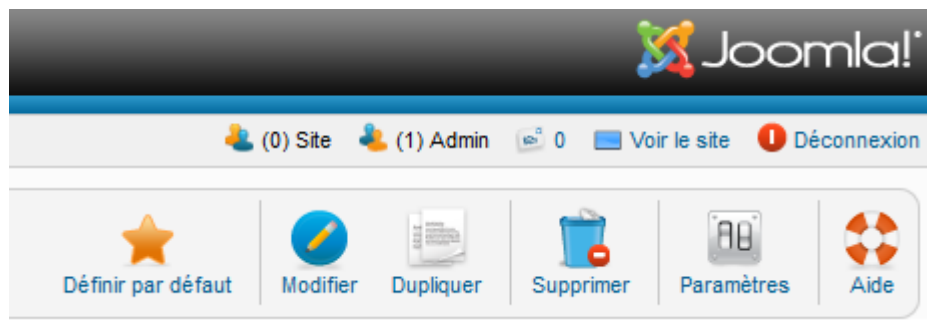 Joomla!
(0) Site (1) Admin 0 Voir le site Déconnexion
Définir par défaut Modifier Dupliquer Supprimer Paramètres Aide